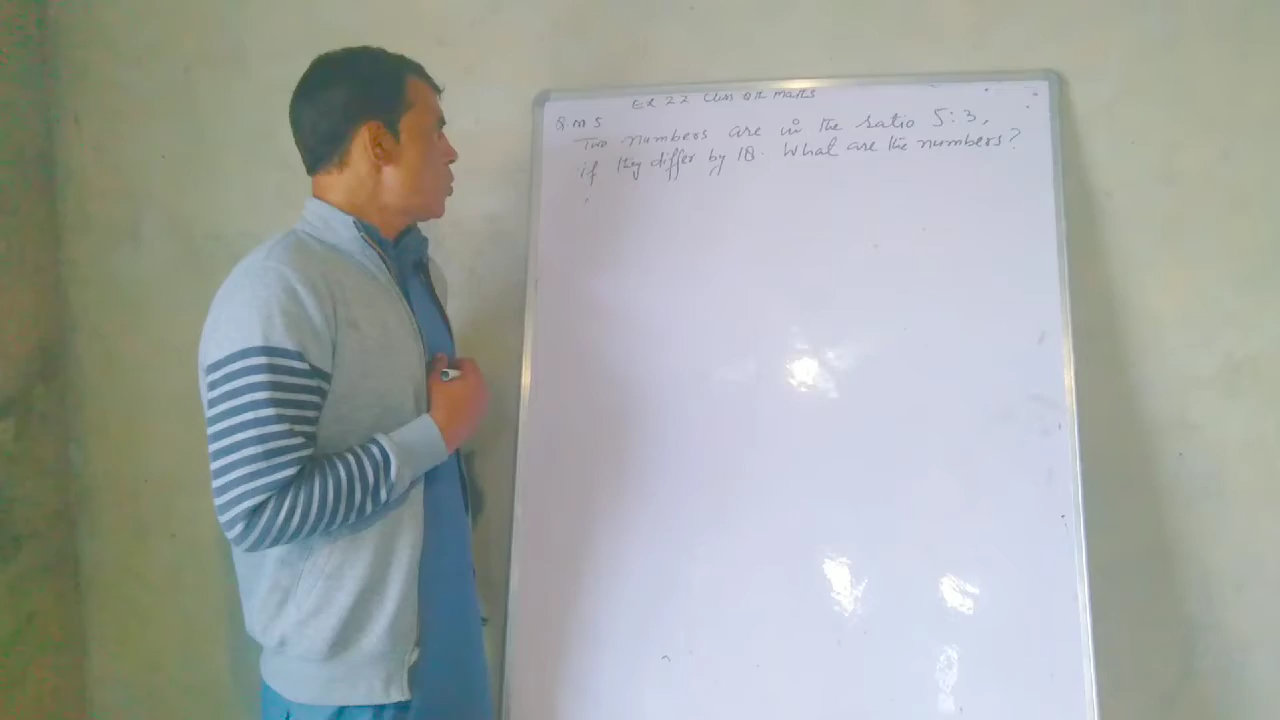 Ex 2.2 Class 8th Maths
Q.N 5
Two numbers are in the ratio 5:3,
if they differ by 18. What are the numbers?